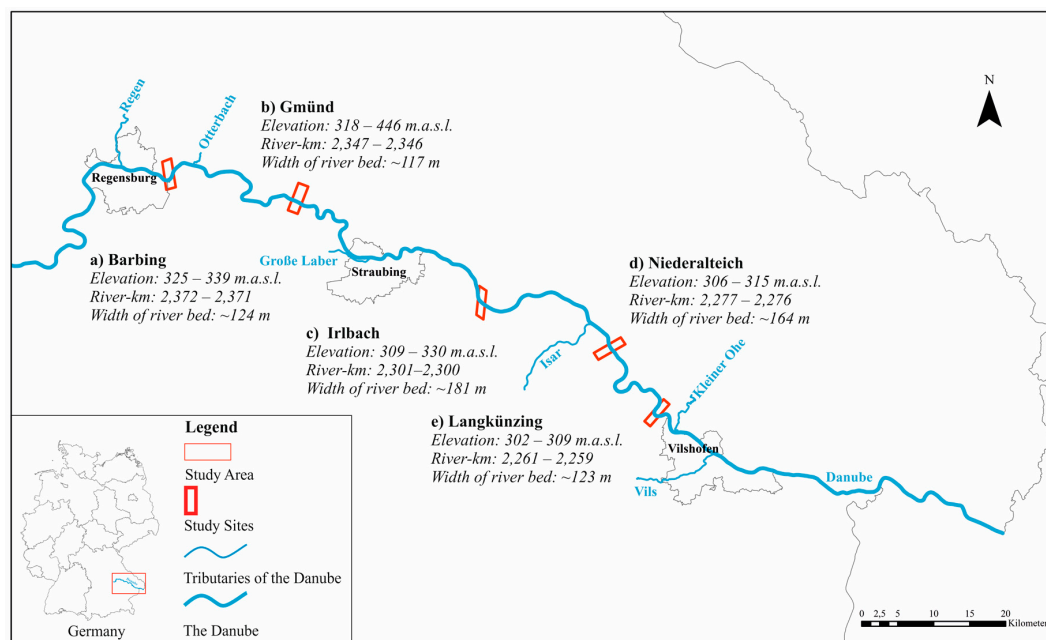 N
Regen
Otterbach
b) Gmünd
Elevation: 318 – 446 m.a.s.l.
River-km: 2,347 – 2,346
Width of river bed: ~117 m
Regensburg
Große Laber
Straubing
a) Barbing
Elevation: 325 – 339 m.a.s.l.
River-km: 2,372 – 2,371
Width of river bed: ~124 m
d) Niederalteich
Elevation: 306 – 315 m.a.s.l.
River-km: 2,277 – 2,276
Width of river bed: ~164 m
c) Irlbach
Elevation: 309 – 330 m.a.s.l.
River-km: 2,301–2,300
Width of river bed: ~181 m
Isar
Kleiner Ohe
e) Langkünzing
Elevation: 302 – 309 m.a.s.l.
River-km: 2,261 – 2,259
Width of river bed: ~123 m
Vilshofen
Vils
Danube
Legend
Study Area
Study Sites
Tributaries of the Danube
The Danube
Germany
0 2,5 5 10 15 20
Kilometer